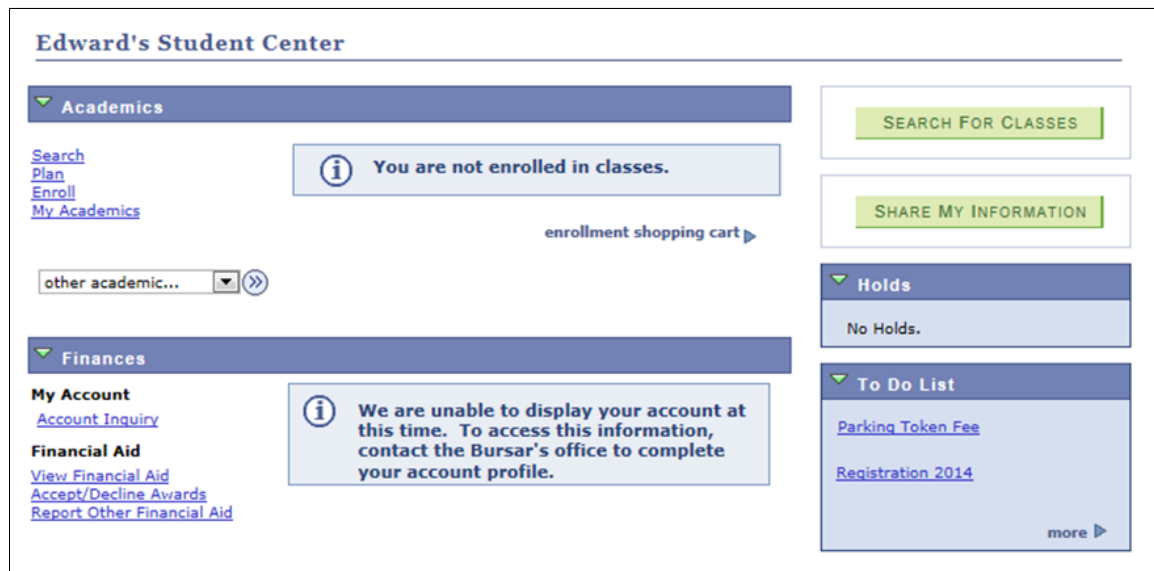 Edward's Student Center
Academics
Search
Plan
Enroll
My Academics
You are not enrolled in classes.
enrollment shopping cart
other academic...
Finances
My Account
Account Inquiry
Financial Aid
View Financial Aid
Accept/Decline Awards
Report Other Financial Aid
We are unable to display your account at
this time. To access this information,
contact the Bursar's office to complete
your account profile.
SEARCH FOR CLASSES
SHARE MY INFORMATION
Holds
No Holds.
To Do List
Parking Token Fee
Registration 2014
more